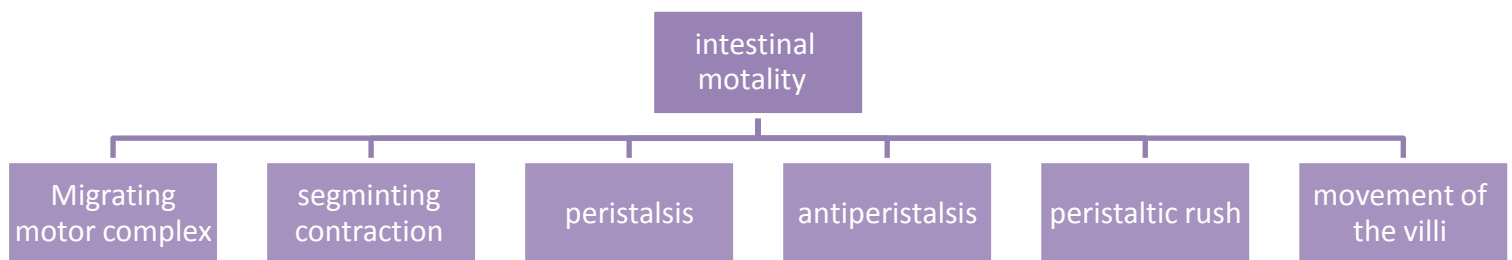 intestinal
motality
Migrating
motor complex
segminting
contraction
peristalsis
antiperistalsis
peristaltic rush
movement of
the villi